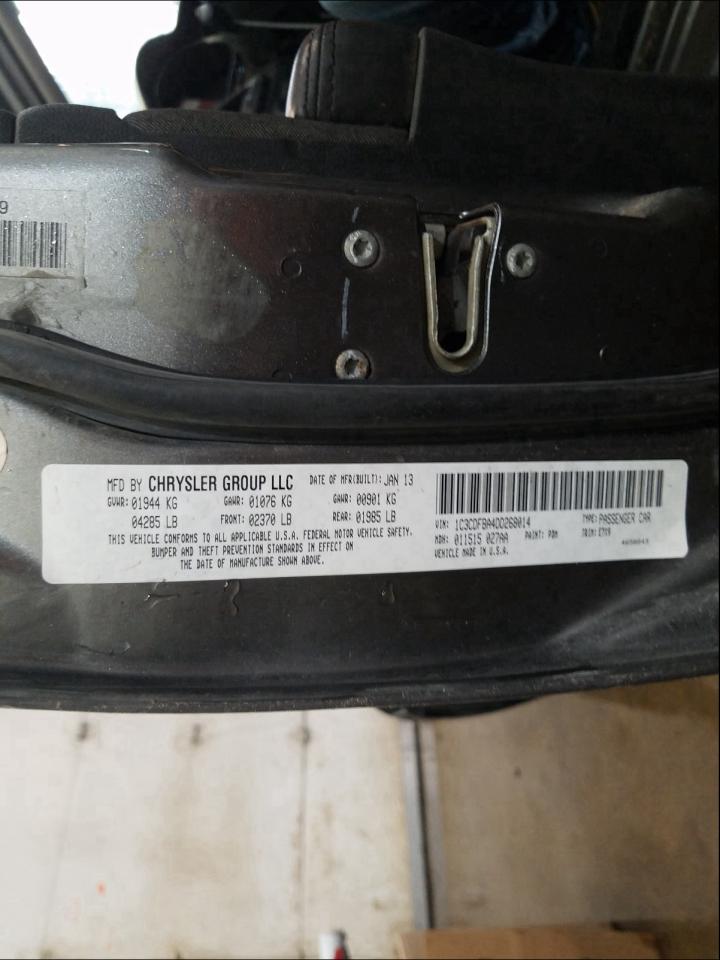 9
MFD BY CHRYSLER GROUP LLC DATE OF MFR(BUILT): JAN 13
GVWR: 01944 KG GAWR: 01076 KG GAWR: 00901 KG
04285 LB FRONT: 02370 LB REAR: 01985 LB
THIS VEHICLE CONFORMS TO ALL APPLICABLE U.S.A. FEDERAL MOTOR VEHICLE SAFETY,
BUMPER AND THEFT PREVENTION STANDARDS IN EFFECT ON
THE DATE OF MANUFACTURE SHOWN ABOVE.
VIN: 1C3CDFBA4DD268014 TYPE: PASSENGER CAR
MDH: 011515 027AA PAINT: PDM TRIM:
VEHICLE MADE IN U.S.A.